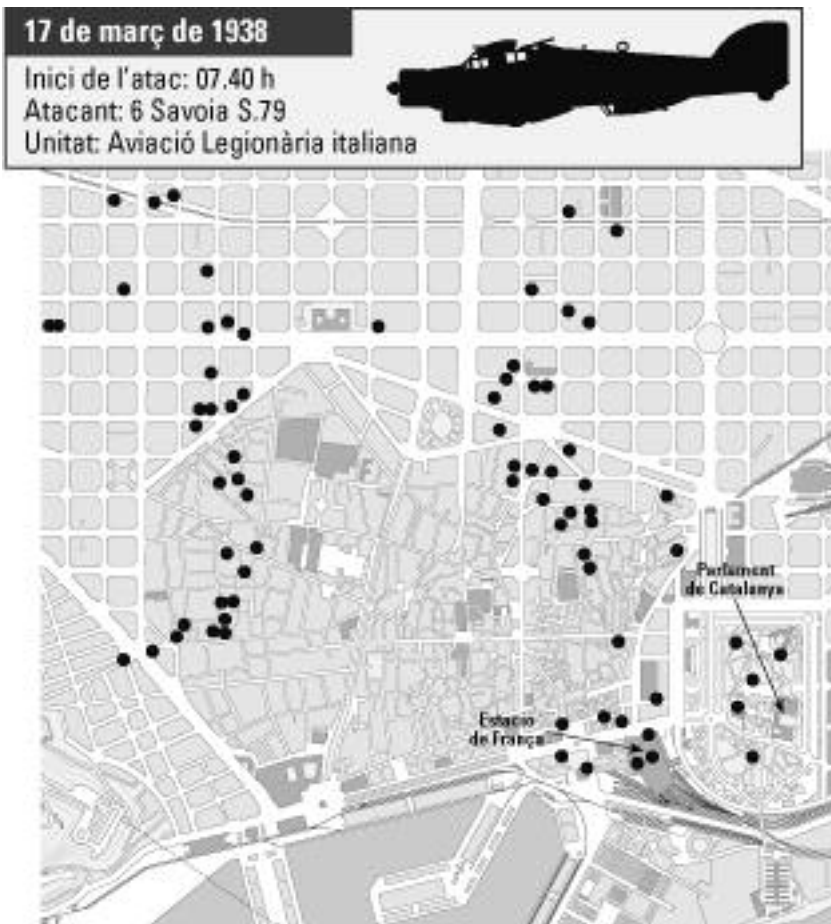 17 de març de 1938
Inici de l'atac: 07.40 h
Atacant: 6 Savoia S.79
Unitat: Aviació Legionària italiana
Parlament
de Catalunya
Estacio
de França